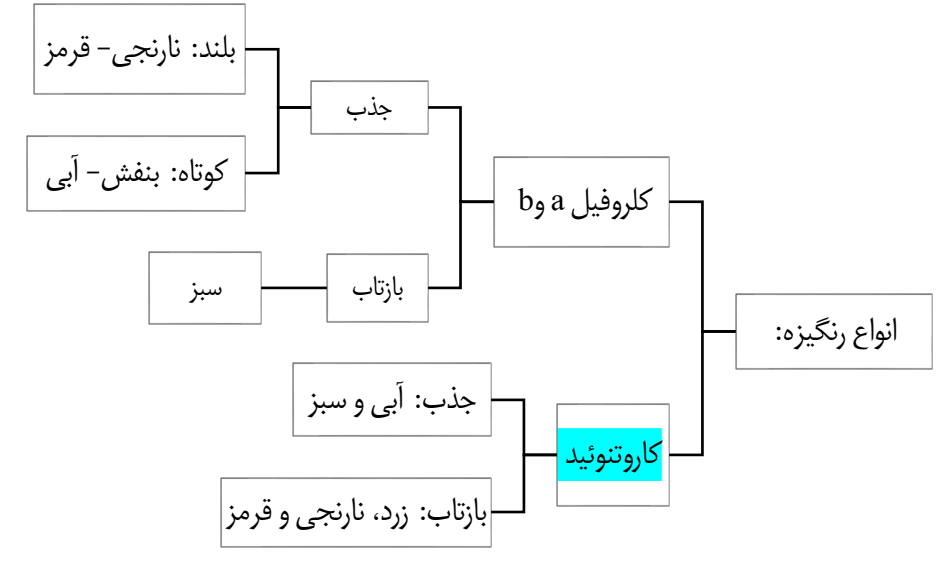 انواع رنگیزه:
کلروفیل a وb
جذب
بلند: نارنجی- قرمز
کوتاه: بنفش- آبی
بازتاب
سبز
کاروتنوئید
جذب: آبی و سبز
بازتاب: زرد، نارنجی و قرمز